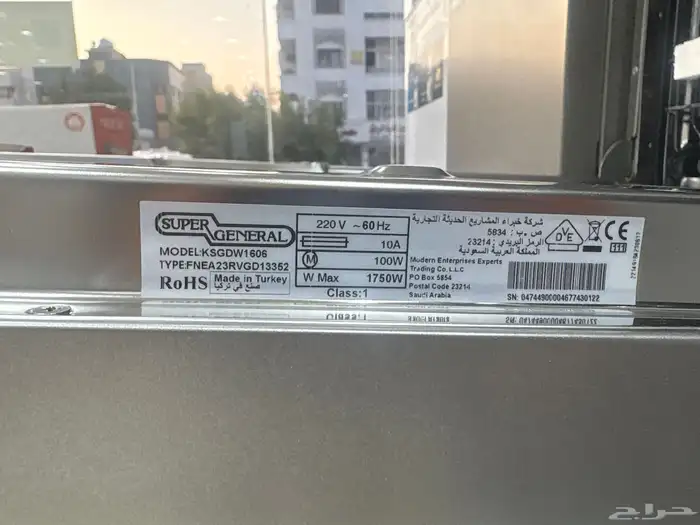 SUPER GENERAL
MODEL:KSGDW1606
TYPE:FNEA23RVGD13352
RoHS
Made in Turkey
صنع في تركيا
220 V ~ 60 Hz
10A
M 100W
W Max 1750W
Class:1
شركة خبراء المشاريع الحديثة التجارية
ص . ب : 5834
الرمز البريدي : 23214
المملكة العربية السعودية
Modern Enterprises Experts
Trading Co.L.L.C
PO Box 5854
Postal Code 23214
Saudi Arabia
DVE
CE
SN: 04744900004677430122
حراج